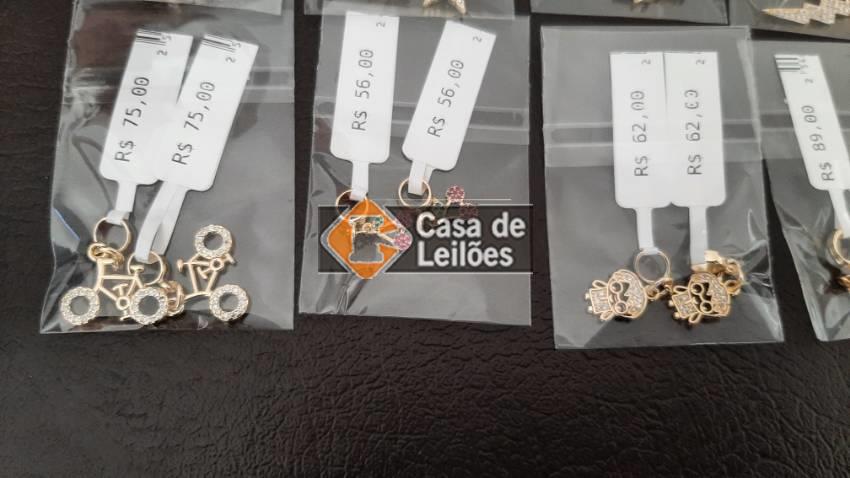 R$ 75,00
R$ 75,00
R$ 56,00
R$ 56,00
R$ 62,00
R$ 62,00
R$ 89,00
Casa de
Leilões